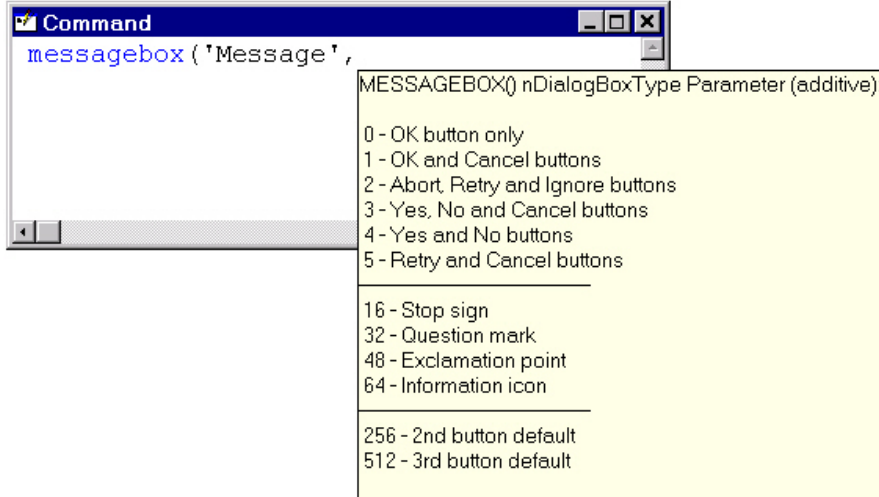 Command
messagebox('Message',
MESSAGEBOX() nDialogBoxType Parameter (additive)
0 - OK button only
1 - OK and Cancel buttons
2 - Abort, Retry and Ignore buttons
3 - Yes, No and Cancel buttons
4 - Yes and No buttons
5 - Retry and Cancel buttons
16 - Stop sign
32 - Question mark
48 - Exclamation point
64 - Information icon
256 - 2nd button default
512 - 3rd button default